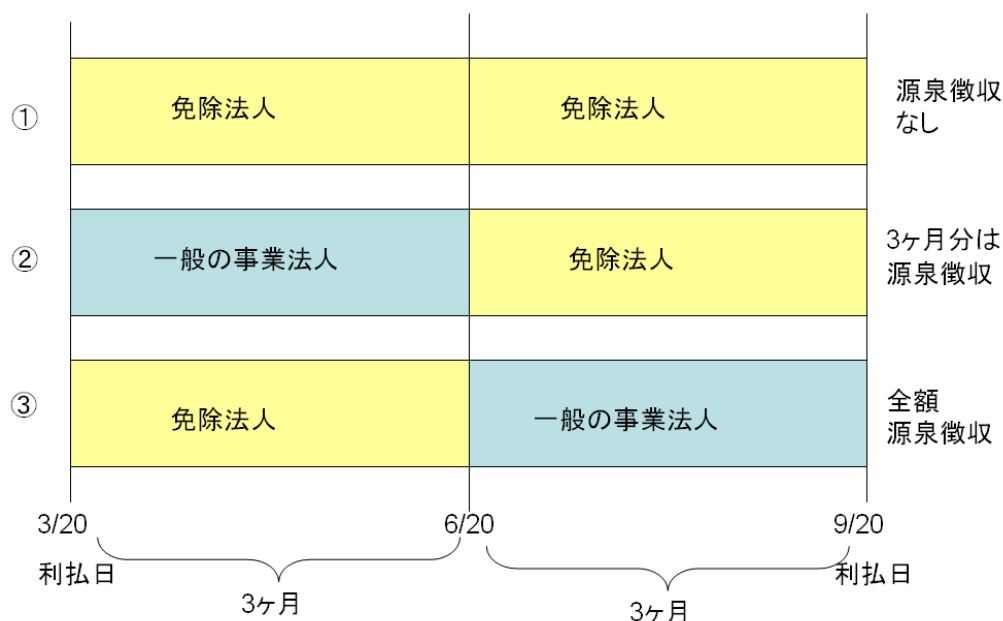 ①
免除法人
免除法人
源泉徴収
なし
②
一般の事業法人
免除法人
3ヶ月分は
源泉徴収
③
免除法人
一般の事業法人
全額
源泉徴収
3/20
6/20
9/20
利払日
3ヶ月
3ヶ月
利払日